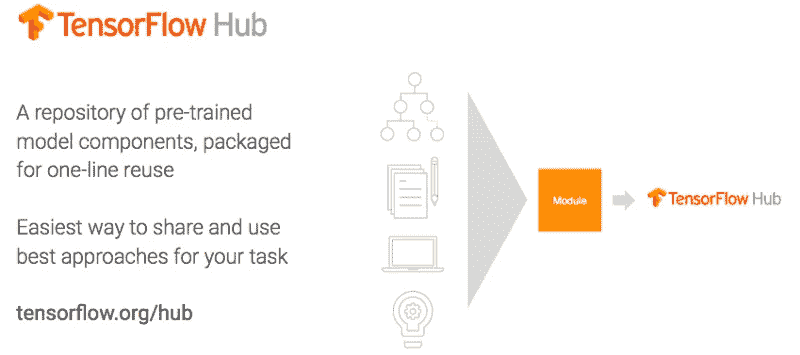 TensorFlow Hub
A repository of pre-trained
model components, packaged
for one-line reuse
Easiest way to share and use
best approaches for your task
tensorflow.org/hub
Module
TensorFlow Hub